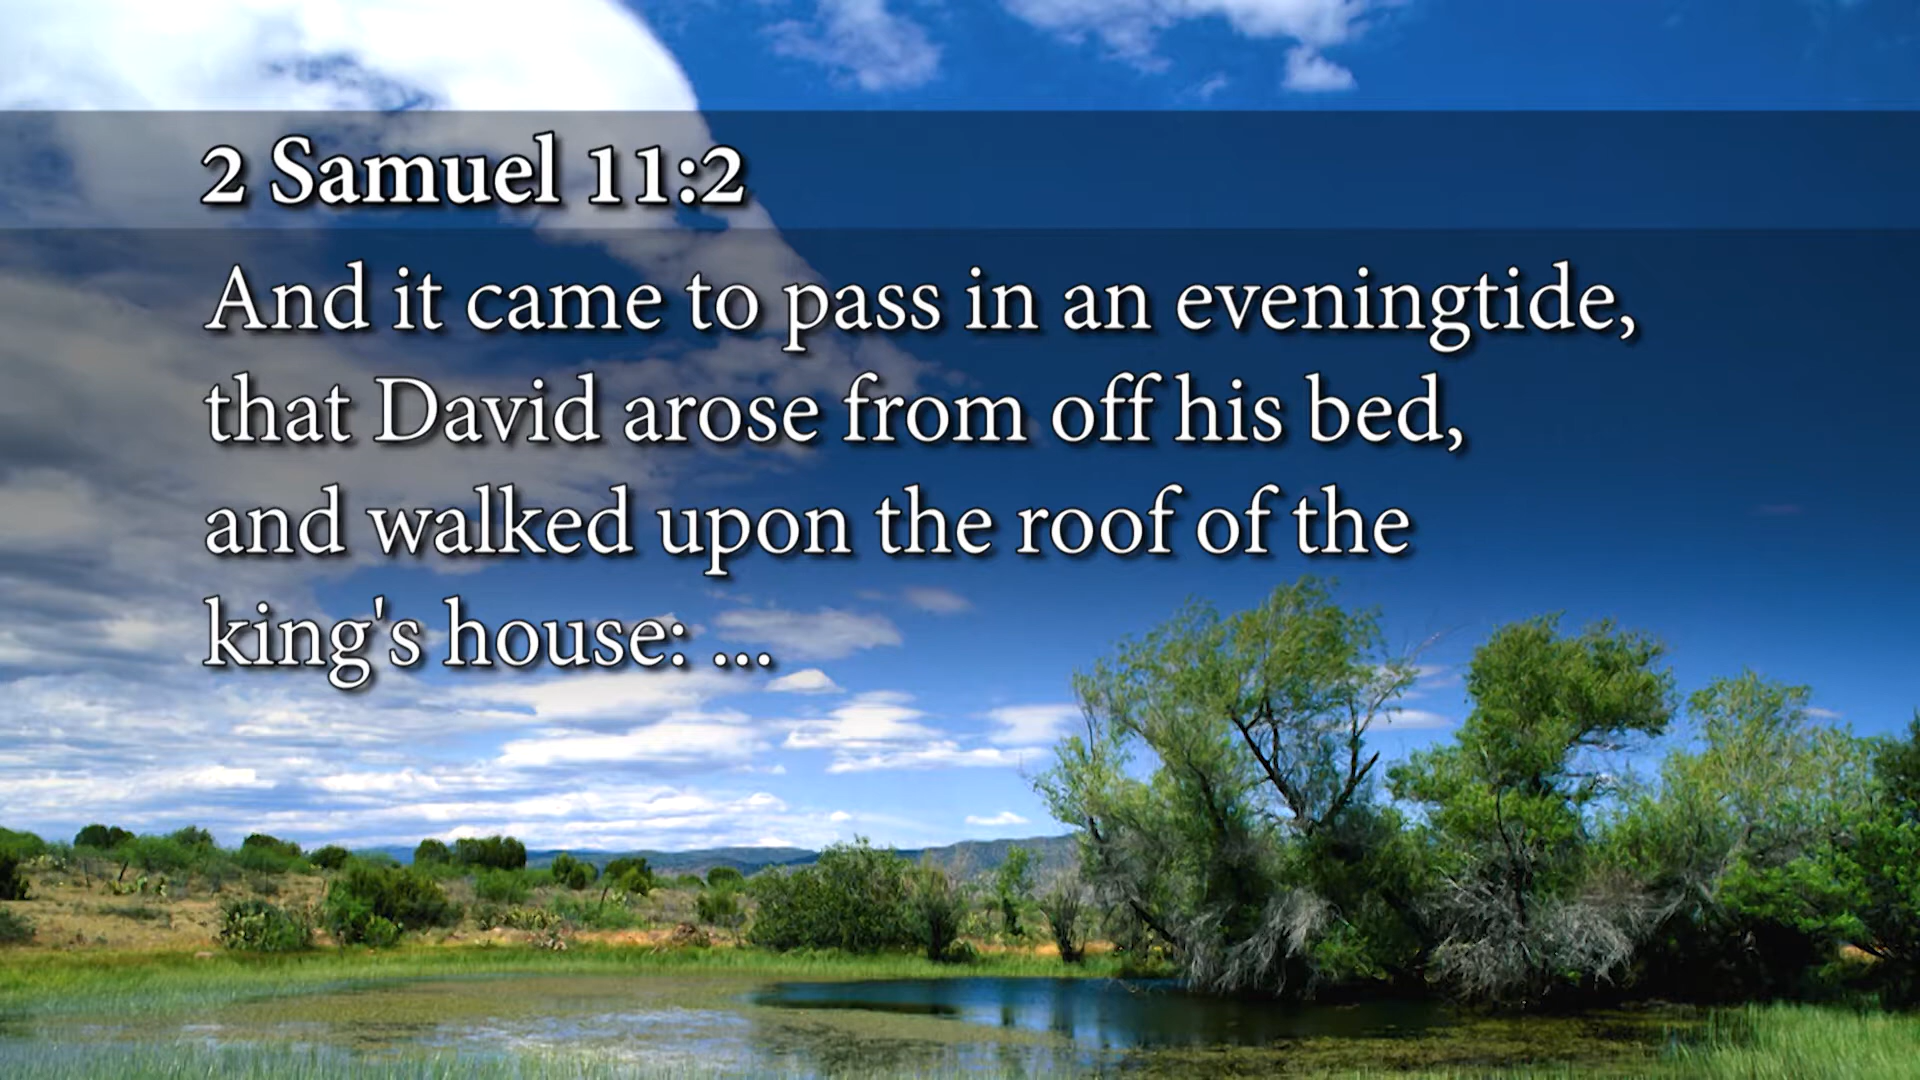 2 Samuel 11:2
And it came to pass in an eveningtide,
that David arose from off his bed,
and walked upon the roof of the
king's house: ...